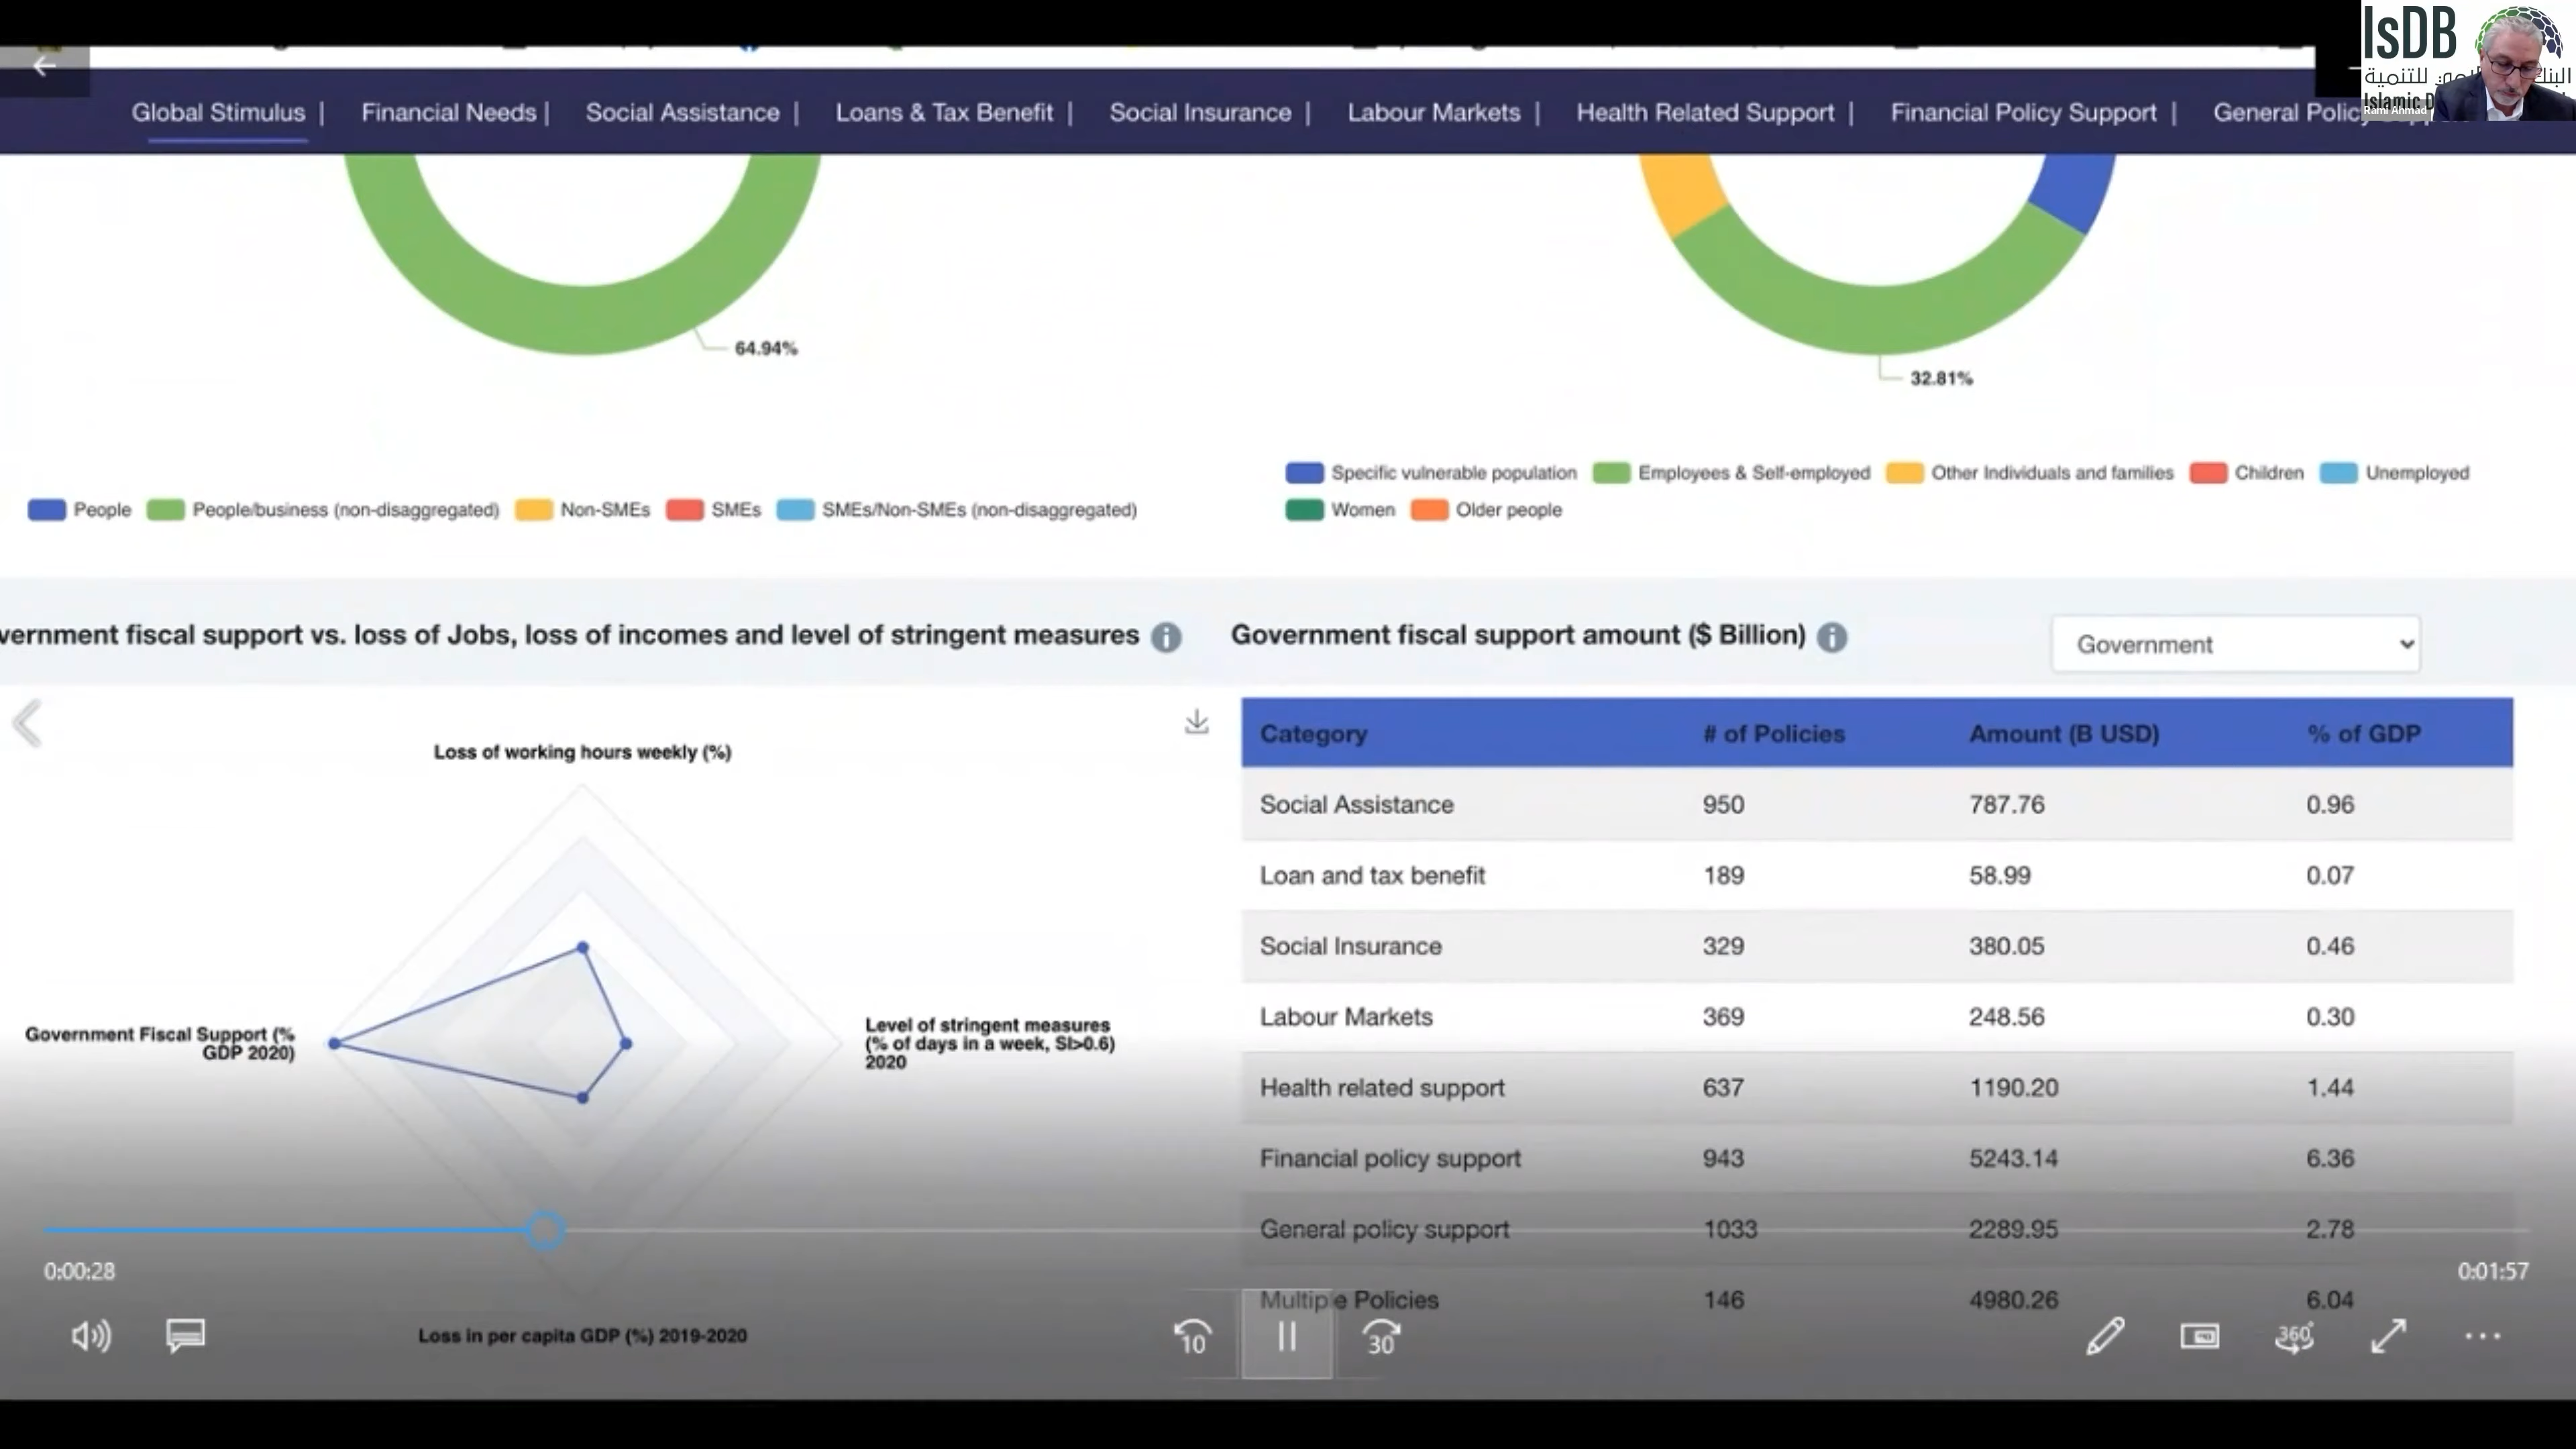 IsDB
Rami Ahmad
Global Stimulus | Financial Needs | Social Assistance | Loans & Tax Benefit | Social Insurance | Labour Markets | Health Related Support | Financial Policy Support | General
64.94%
32.81%
Specific vulnerable population Employees & Self-employed Other Individuals and families Children Unemployed
Women Older people
People People/business (non-disaggregated) Non-SMEs SMEs SMEs/Non-SMEs (non-disaggregated)
vernment fiscal support vs. loss of Jobs, loss of incomes and level of stringent measures
Government fiscal support amount ($ Billion)
Government
Loss of working hours weekly (%)
Government Fiscal Support (%
GDP 2020)
Level of stringent measures
(% of days in a week, SI>0.6)
2020
Loss in per capita GDP (%) 2019-2020
Category # of Policies Amount (B USD) % of GDP
Social Assistance 950 787.76 0.96
Loan and tax benefit 189 58.99 0.07
Social Insurance 329 380.05 0.46
Labour Markets 369 248.56 0.30
Health related support 637 1190.20 1.44
Financial policy support 943 5243.14 6.36
General policy support 1033 2289.95 2.78
Multiple Policies 146 4980.26 6.04
0:00:28
0:01:57
10
30
360°